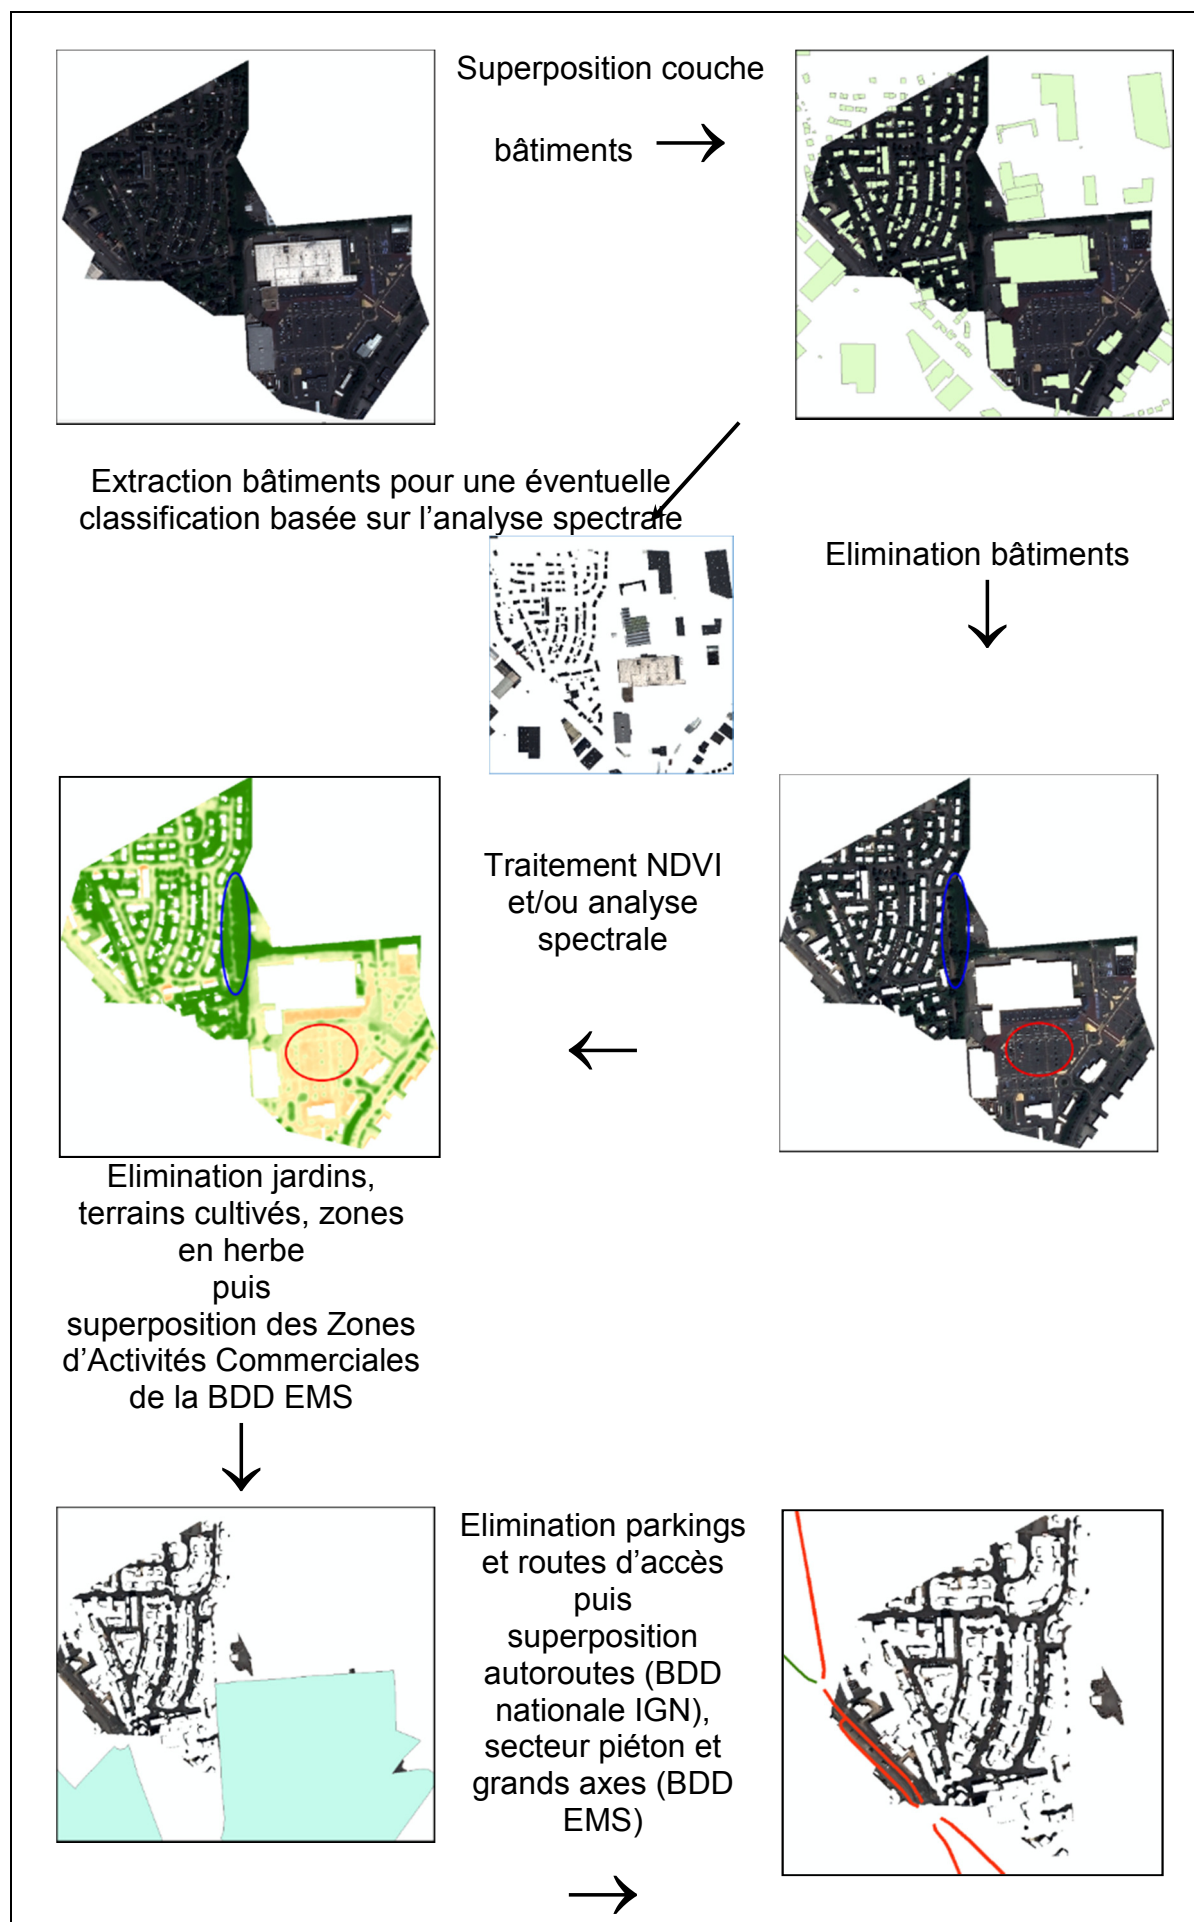 Superposition couche
bâtiments
Extraction bâtiments pour une éventuelle
classification basée sur l’analyse spectrale
Elimination bâtiments
Traitement NDVI
et/ou analyse
spectrale
Elimination jardins,
terrains cultivés, zones
en herbe
puis
superposition des Zones
d’Activités Commerciales
de la BDD EMS
Elimination parkings
et routes d’accès
puis
superposition
autoroutes (BDD
nationale IGN),
secteur piéton et
grands axes (BDD
EMS)